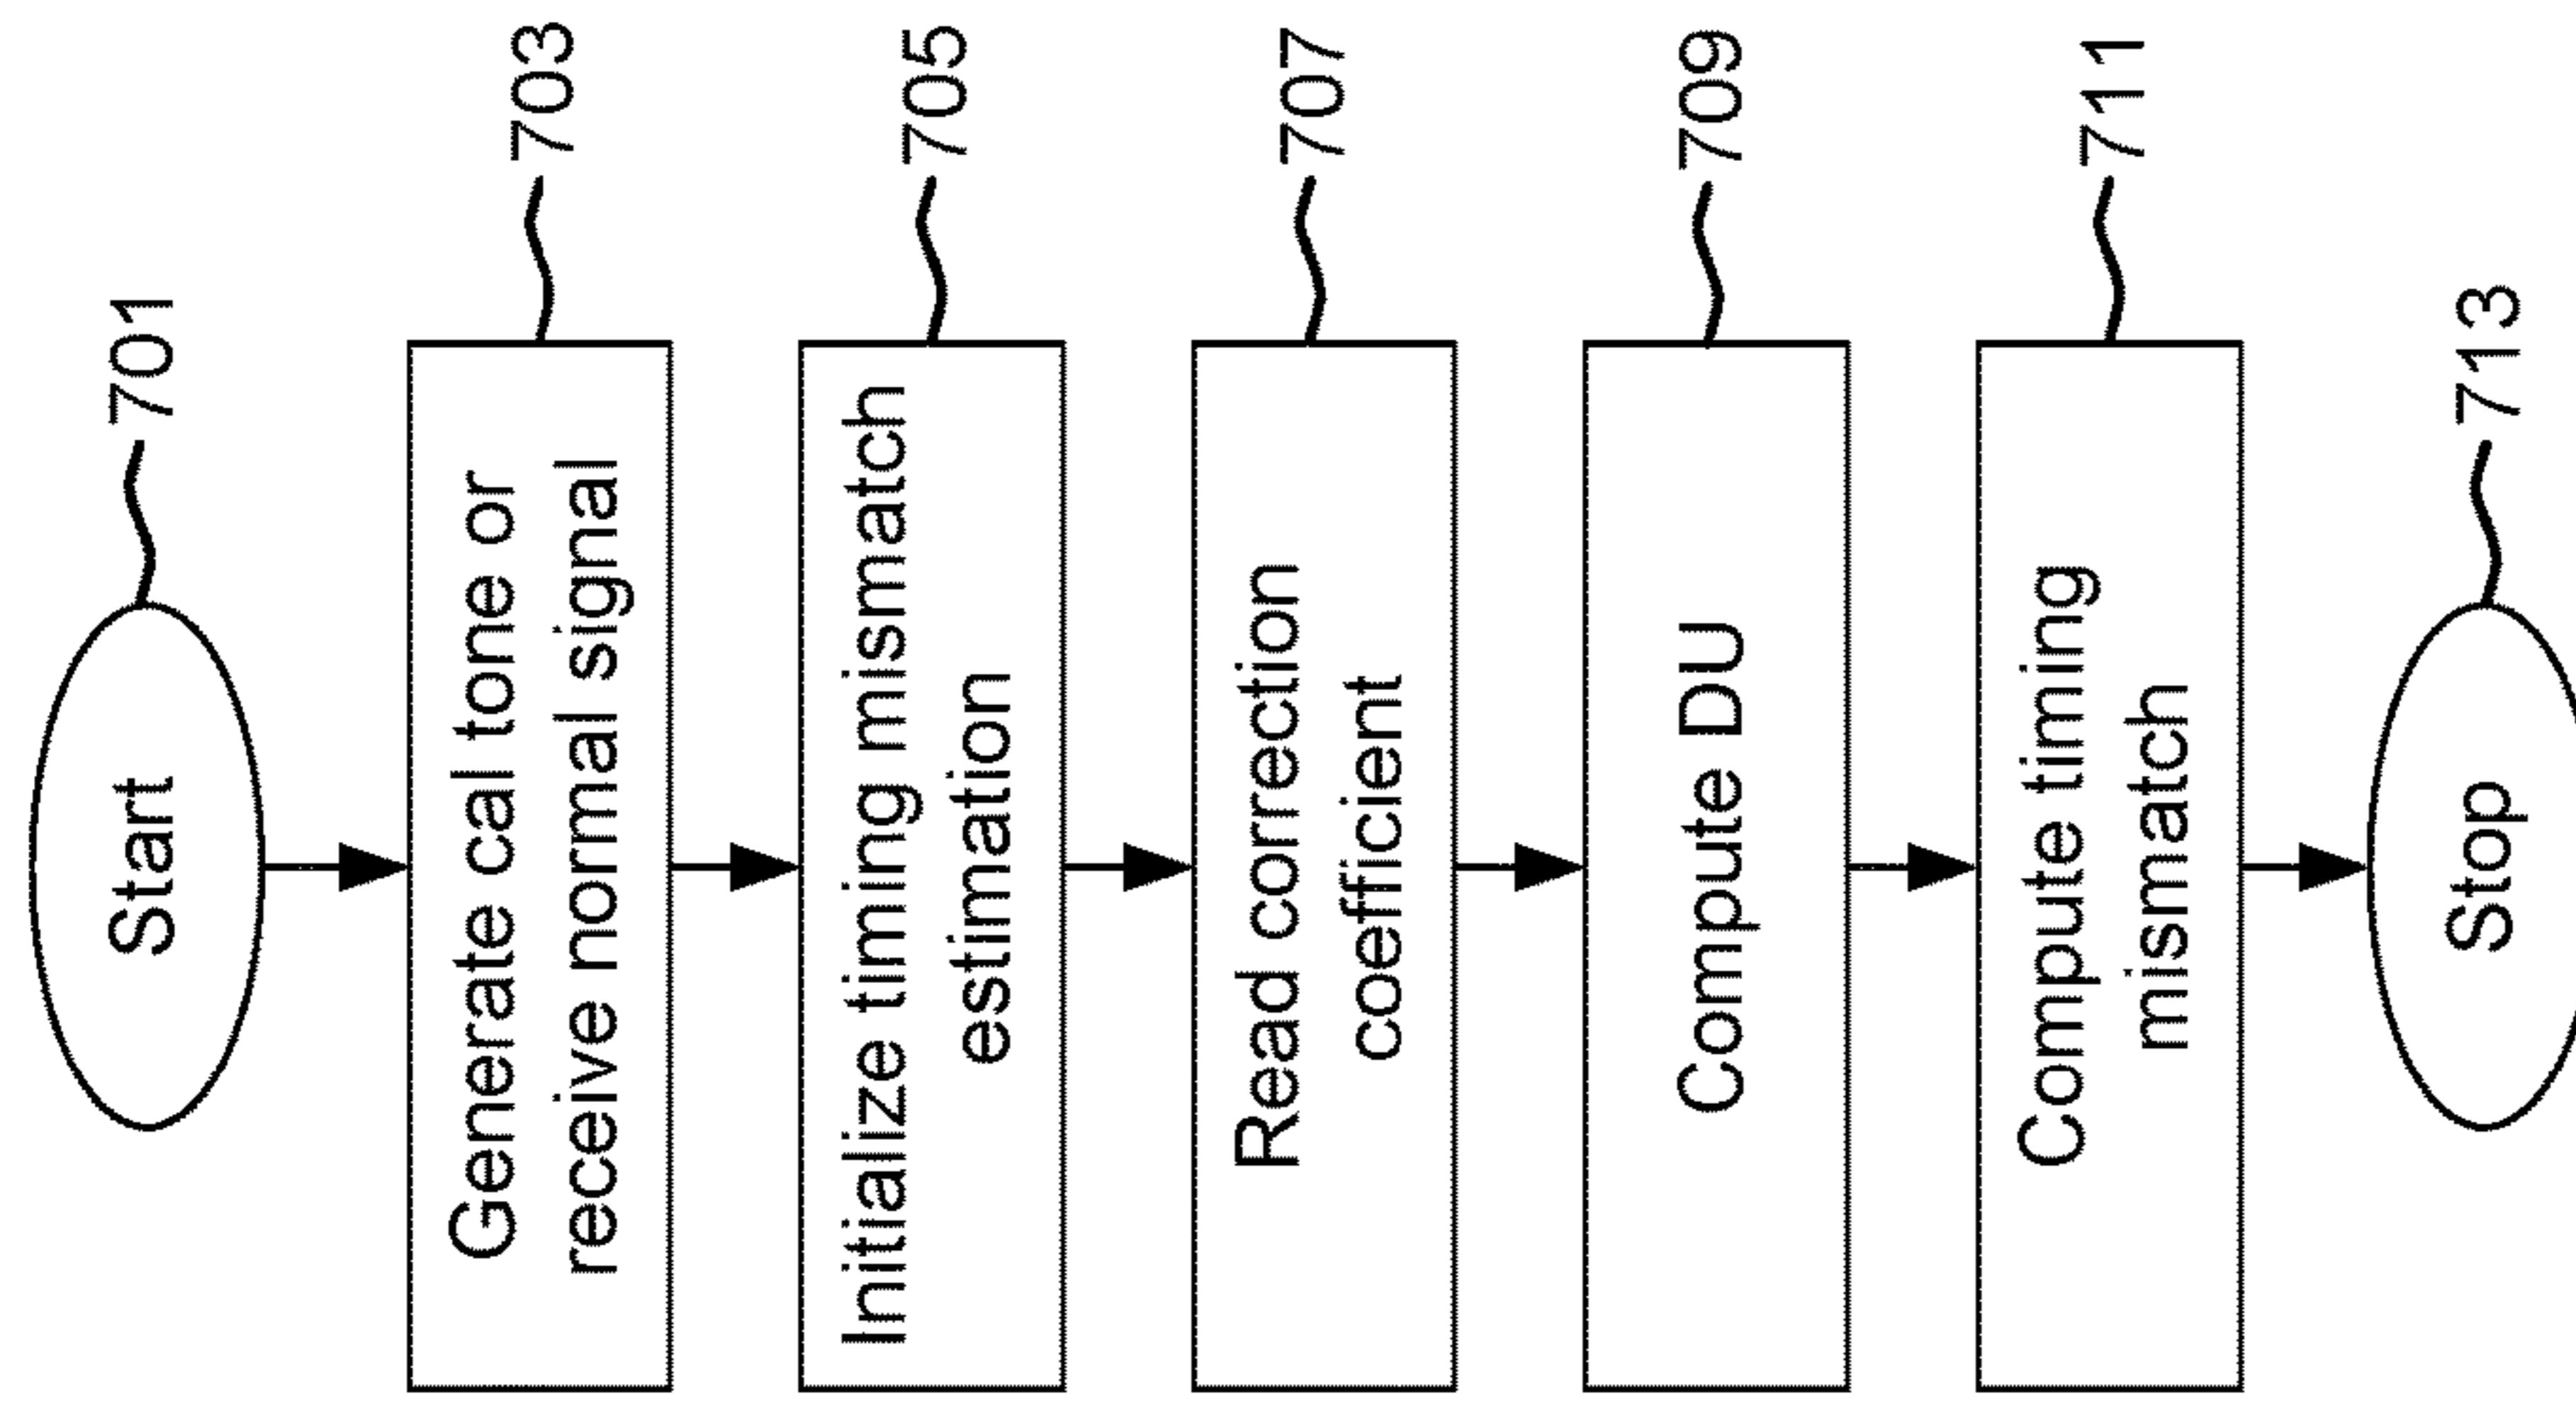 Start
701
Generate cal tone or
receive normal signal
703
Initialize timing mismatch
estimation
705
Read correction
coefficient
707
Compute DU
709
Compute timing
mismatch
711
Stop
713